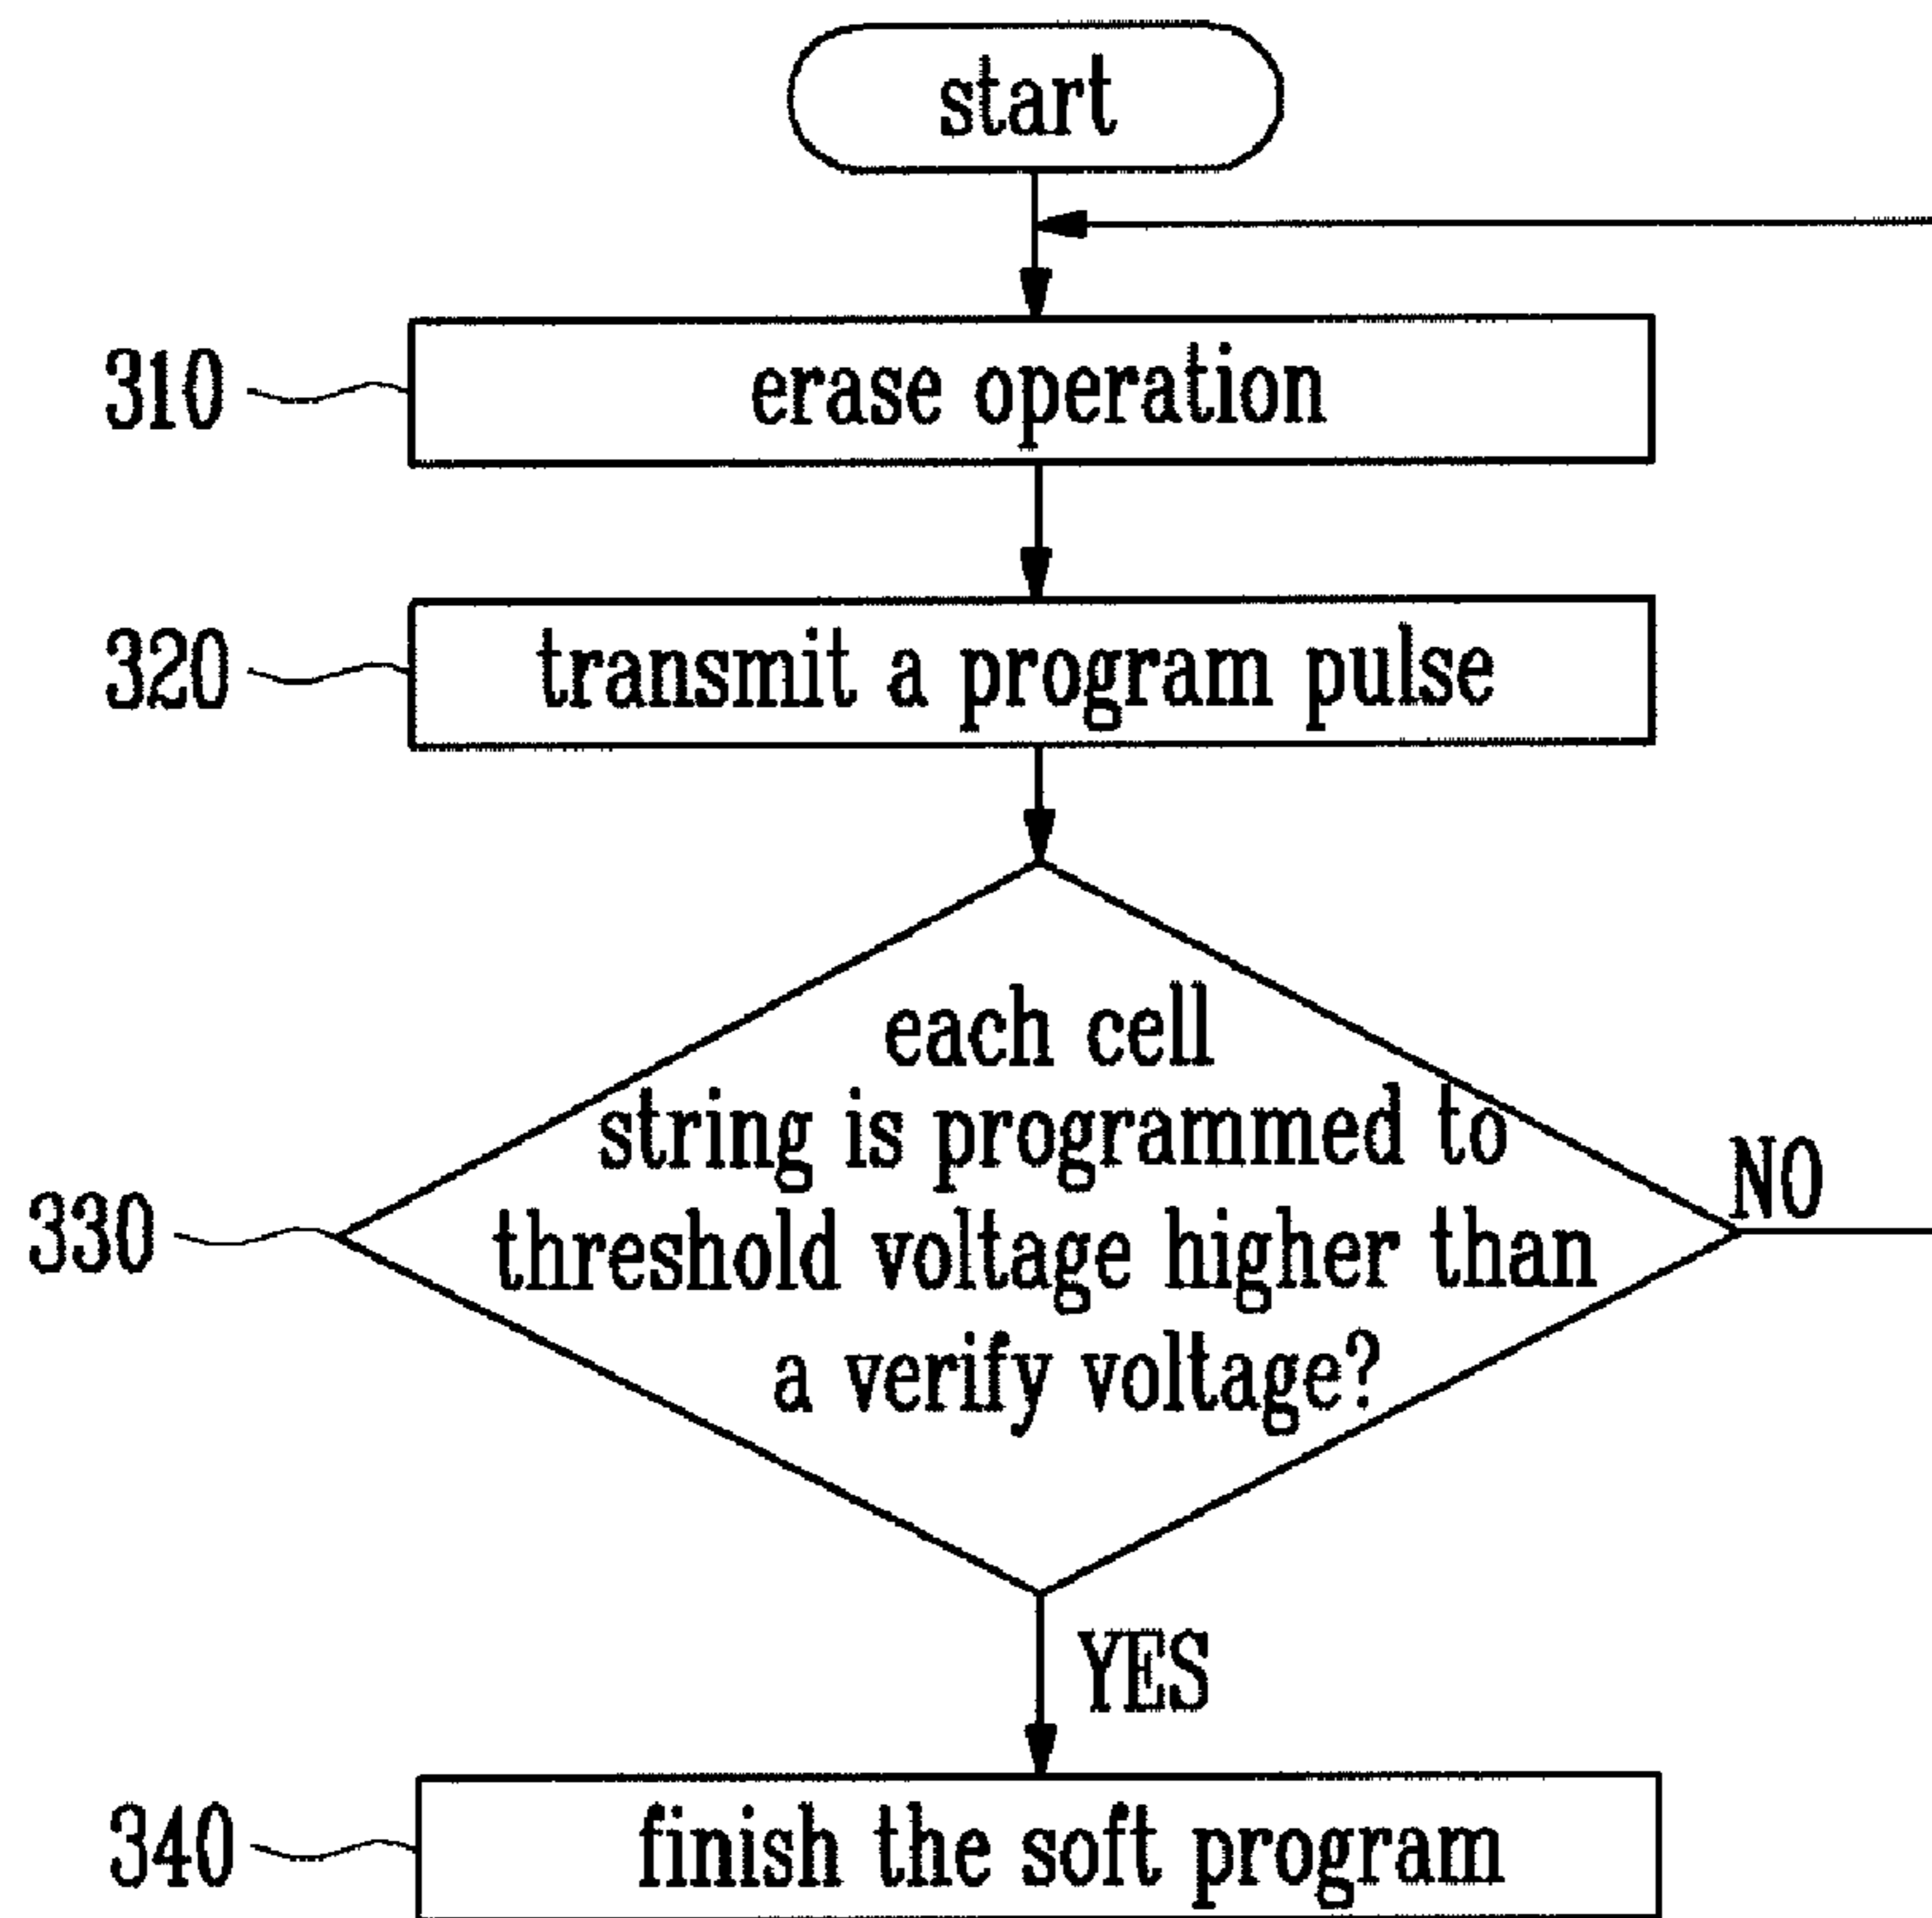 start
310
erase operation
320
transmit a program pulse
each cell
string is programmed to
NO
330
threshold voltage higher than
a verify voltage?
YES
340
finish the soft program